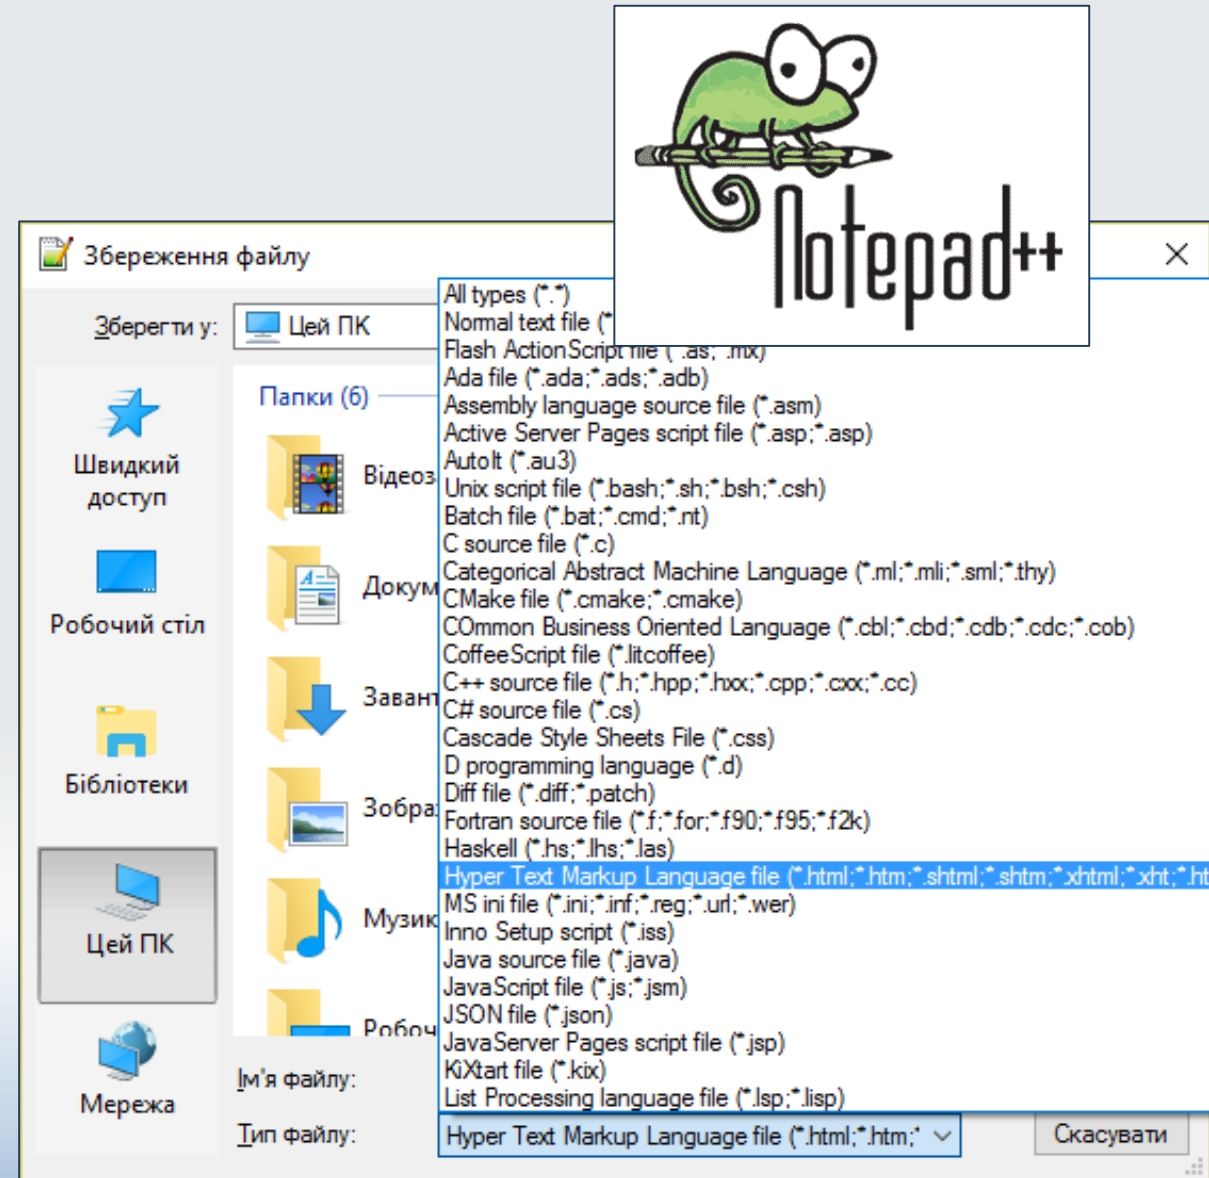 Notepad++
Збереження файлу
Зберегти у:
Цей ПК
Швидкий
доступ
Робочий стіл
Бібліотеки
Цей ПК
Мережа
Папки (6)
All types (*.*)
Normal text file (*
Flash ActionScript file (*.as;*.mx)
Ada file (*.ada;*.ads;*.adb)
Assembly language source file (*.asm)
Active Server Pages script file (*.asp;*.asp)
AutoIt (*.au3)
Unix script file (*.bash;*.sh;*.bsh;*.csh)
Batch file (*.bat;*.cmd;*.nt)
C source file (*.c)
Categorical Abstract Machine Language (*.ml;*.mli;*.sml;*.thy)
CMake file (*.cmake;*.cmake)
COmmon Business Oriented Language (*.cbl;*.cbd;*.cdb;*.cdc;*.cob)
CoffeeScript file (*.litcoffee)
C++ source file (*.h;*.hpp;*.hxx;*.cpp;*.cxx;*.cc)
C# source file (*.cs)
Cascade Style Sheets File (*.css)
D programming language (*.d)
Diff file (*.diff;*.patch)
Fortran source file (*.f;*.for;*.f90;*.f95;*.f2k)
Haskell (*.hs;*.lhs;*.las)
Hyper Text Markup Language file (*.html;*.htm;*.shtml;*.shtm;*.xhtml;*.xht;*.ht
MS ini file (*.ini;*.inf;*.reg;*.url;*.wer)
Inno Setup script (*.iss)
Java source file (*.java)
JavaScript file (*.js;*.jsm)
JSON file (*.json)
JavaServer Pages script file (*.jsp)
KiXtart file (*.kix)
List Processing language file (*.lsp;*.lisp)
Відеоз
Докум
Завант
Зобра
Музик
Робоч
Ім'я файлу:
Тип файлу:
Hyper Text Markup Language file (*.html;*.htm;*
Скасувати